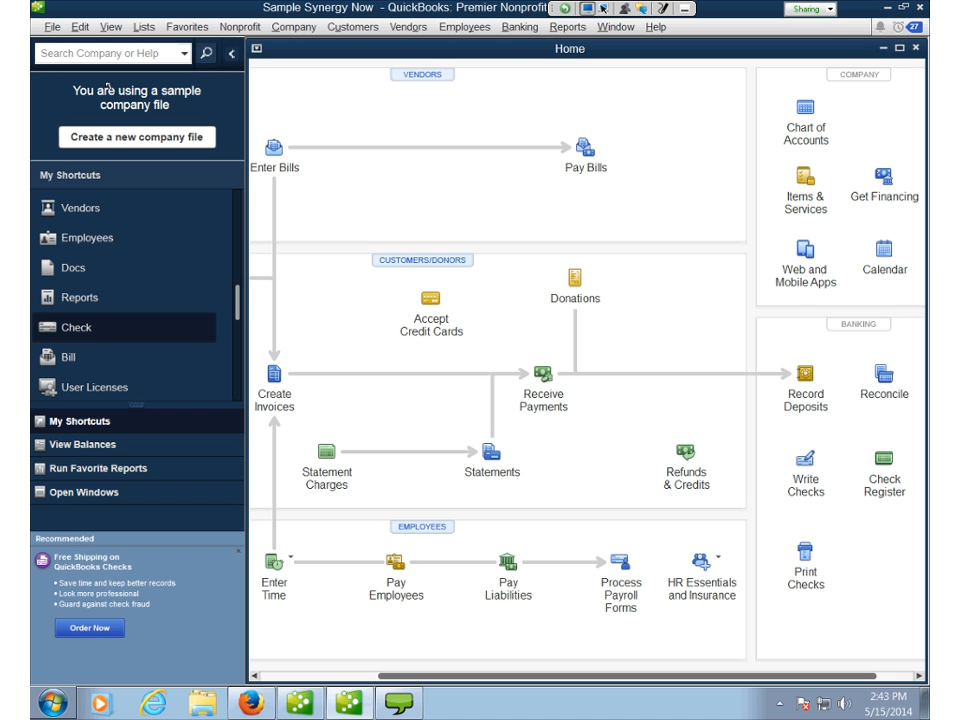 Sample Synergy Now - QuickBooks: Premier Nonprofit
Sharing
File Edit View Lists Favorites Nonprofit Company Customers Vendors Employees Banking Reports Window Help
27
Search Company or Help
Home
You are using a sample
company file
Create a new company file
My Shortcuts
Vendors
Employees
Docs
Reports
Check
Bill
User Licenses
My Shortcuts
View Balances
Run Favorite Reports
Open Windows
Recommended
Free Shipping on
QuickBooks Checks
• Save time and keep better records
• Look more professional
• Guard against check fraud
Order Now
VENDORS
Enter Bills
Pay Bills
CUSTOMERS/DONORS
Donations
Accept
Credit Cards
Create
Invoices
Receive
Payments
Statement
Charges
Statements
Refunds
& Credits
EMPLOYEES
Enter
Time
Pay
Employees
Pay
Liabilities
Process
Payroll
Forms
HR Essentials
and Insurance
COMPANY
Chart of
Accounts
Items &
Services
Get Financing
Web and
Mobile Apps
Calendar
BANKING
Record
Deposits
Reconcile
Write
Checks
Check
Register
Print
Checks
2:43 PM
5/15/2014